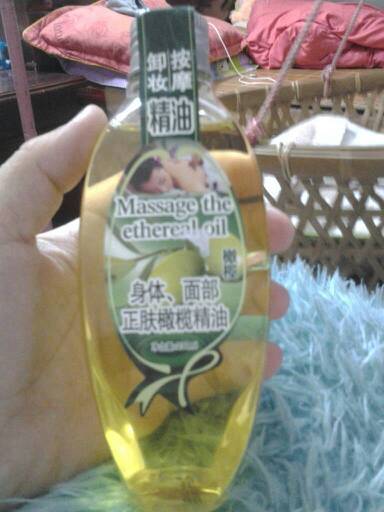 卸妆 按摩
精油
Massage the
ethereal oil
橄榄
身体、面部
正肤橄榄精油